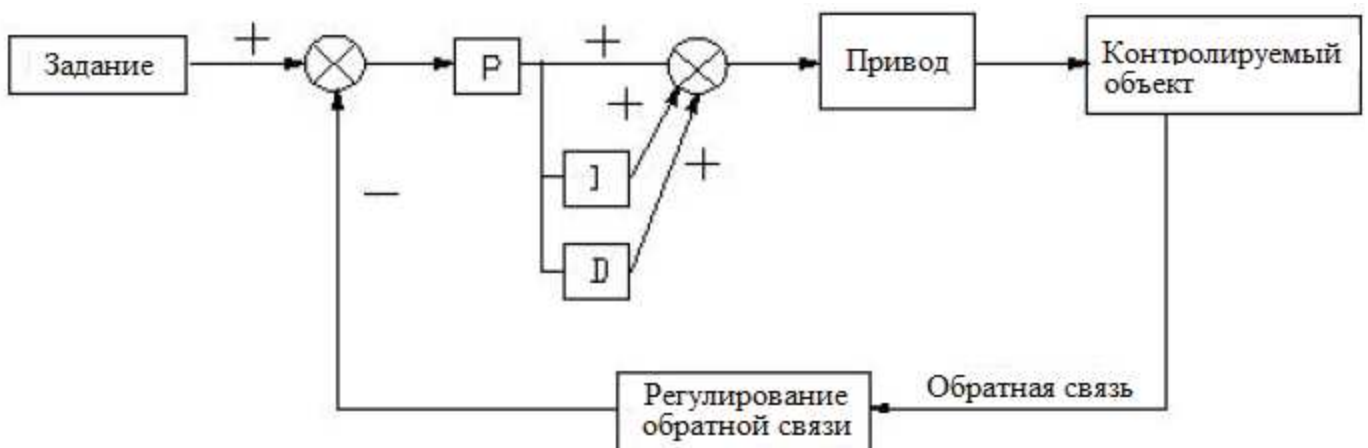 Задание
+
P
+
+
+
Привод
Контролируемый
объект
I
D
−
Обратная связь
Регулирование
обратной связи